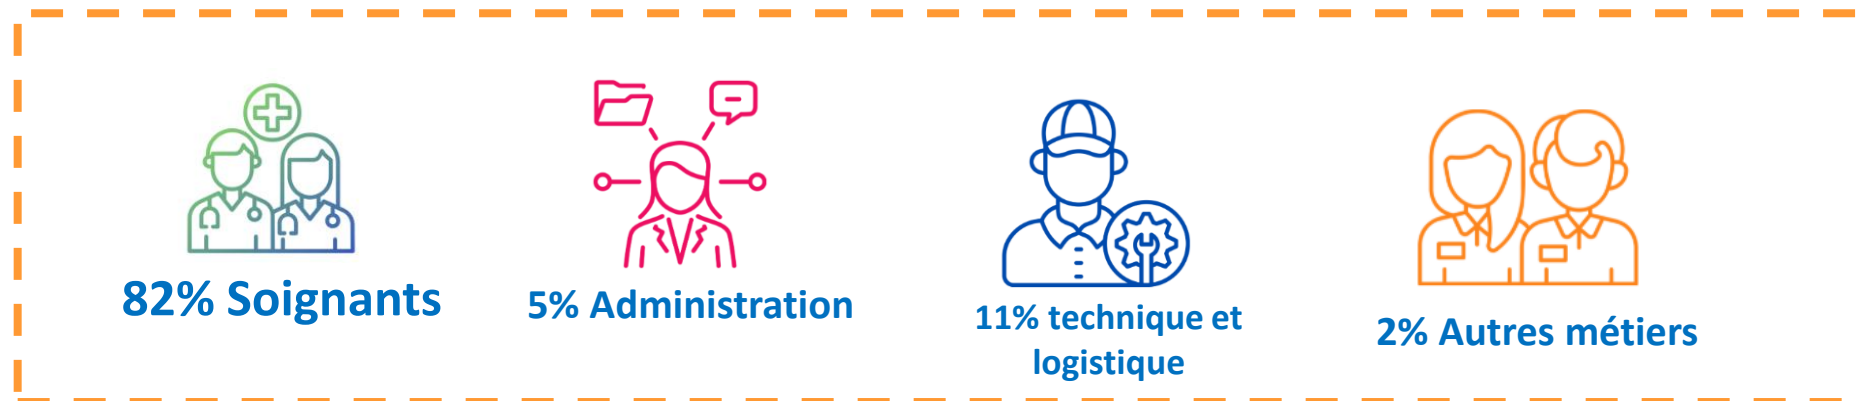 82% Soignants
5% Administration
11% technique et
logistique
2% Autres métiers